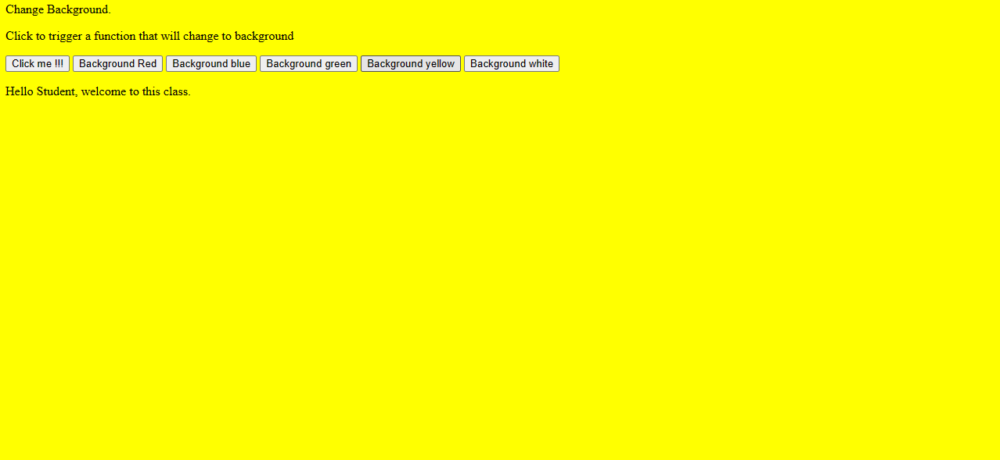 Change Background.
Click to trigger a function that will change to background
Click me !!! Background Red Background blue Background green Background yellow Background white
Hello Student, welcome to this class.